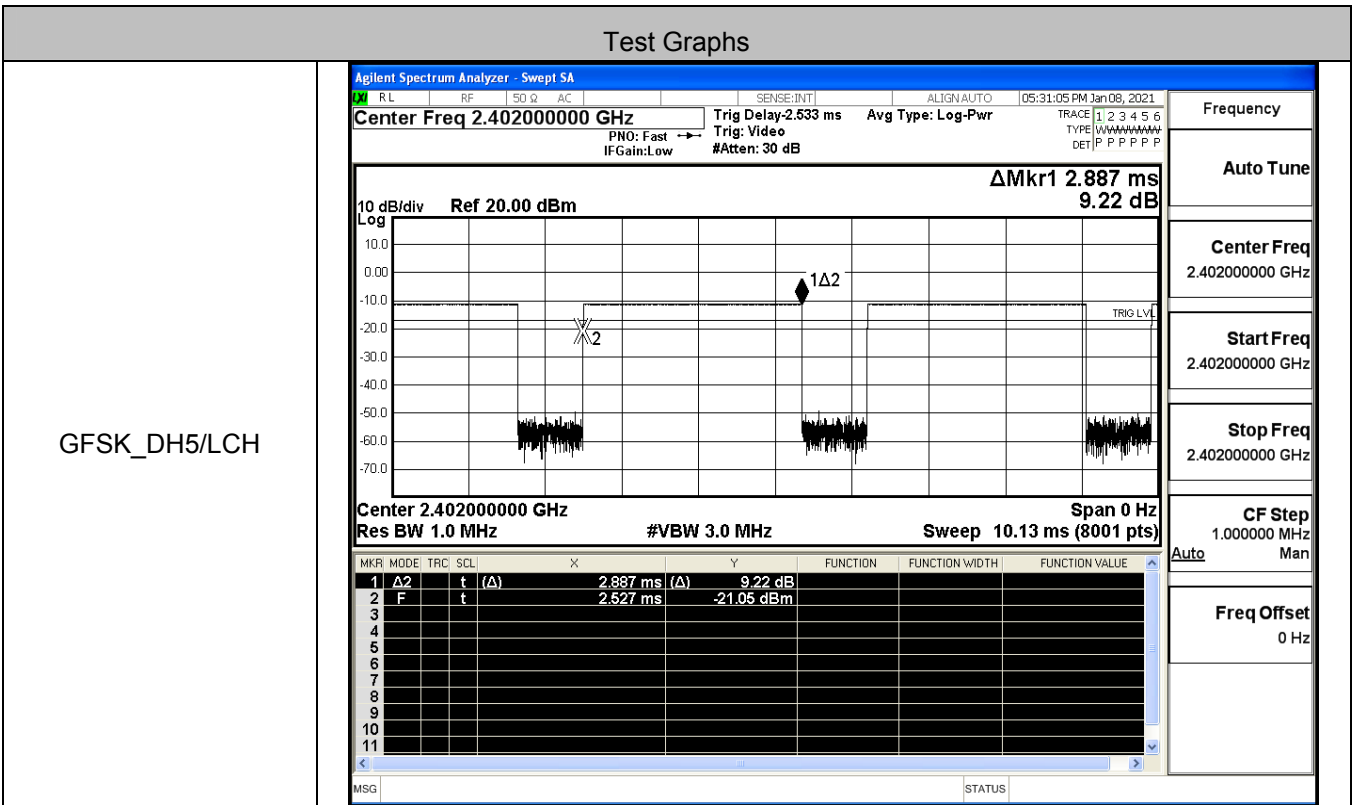 Test Graphs
GFSK_DH5/LCH
Agilent Spectrum Analyzer - Swept SA
RL RF 50 Ω AC SENSE:INT ALIGN AUTO 05:31:05 PM Jan 08, 2021
Center Freq 2.402000000 GHz Trig Delay-2.533 ms Avg Type: Log-Pwr TRACE 1 2 3 4 5 6
PNO: Fast Trig: Video TYPE WWWWWW
IFGain:Low #Atten: 30 dB DET P P P P P P
ΔMkr1 2.887 ms
9.22 dB
10 dB/div Ref 20.00 dBm
Log
10.0
0.00
-10.0
-20.0
-30.0
-40.0
-50.0
-60.0
-70.0
1Δ2
TRIG LVL
2
Center 2.402000000 GHz Span 0 Hz
Res BW 1.0 MHz #VBW 3.0 MHz Sweep 10.13 ms (8001 pts)
MKR MODE TRC SCL X Y FUNCTION FUNCTION WIDTH FUNCTION VALUE
1 Δ2 t (Δ) 2.887 ms (Δ) 9.22 dB
2 F t 2.527 ms -21.05 dBm
3
4
5
6
7
8
9
10
11
MSG STATUS
Frequency
Auto Tune
Center Freq
2.402000000 GHz
Start Freq
2.402000000 GHz
Stop Freq
2.402000000 GHz
CF Step
1.000000 MHz
Auto Man
Freq Offset
0 Hz